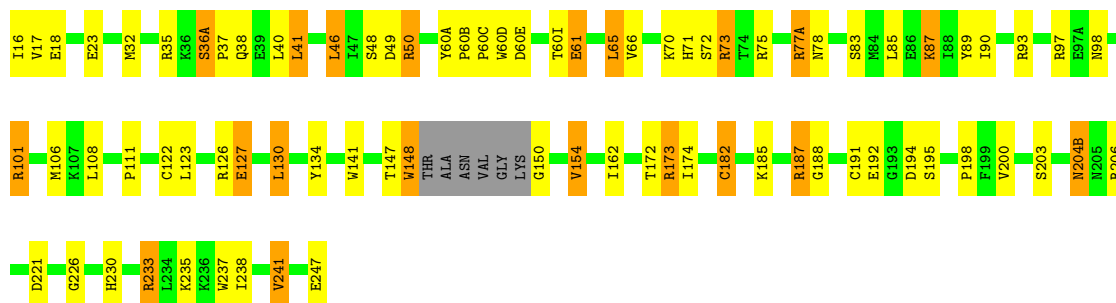 I16 V17 E18 E23 M32 R35 K36 S36A P37 Q38 E39 L40 L41 L46 I47 S48 D49 R50 Y60A P60B P60C W60D D60E T60I E61 L65 V66 K70 H71 S72 R73 T74 R75 R77A N78 S83 M84 L85 E86 K87 I88 Y89 I90 R93 R97 E97A N98
R101 M106 K107 L108 P111 C122 L123 R126 E127 L130 Y134 W141 T147 W148 THR ALA ASN VAL GLY LYS G150 V154 I162 T172 R173 I174 C182 K185 R187 G188 C191 E192 G193 D194 S195 P198 F199 V200 S203 N204B N205 R206
D221 G226 H230 R233 L234 K235 K236 W237 I238 V241 E247